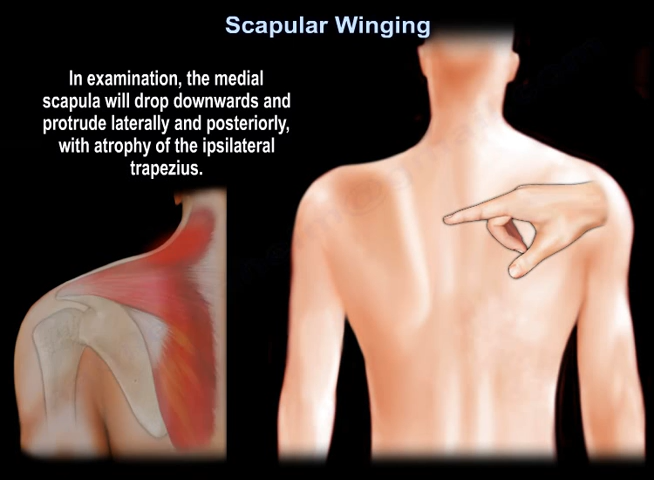 Scapular Winging
In examination, the medial
scapula will drop downwards and
protrude laterally and posteriorly,
with atrophy of the ipsilateral
trapezius.